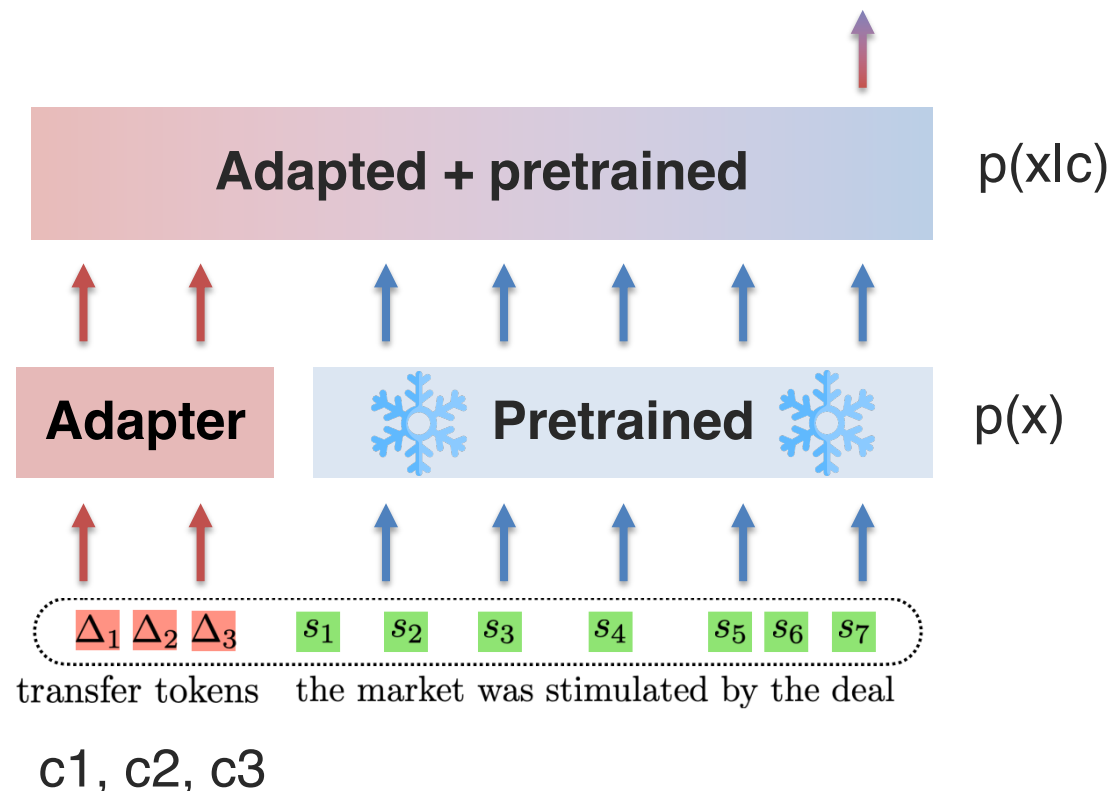 Adapted + pretrained
p(x|c)
Adapter
Pretrained
p(x)
Δ1 Δ2 Δ3 s1 s2 s3 s4 s5 s6 s7
transfer tokens the market was stimulated by the deal
c1, c2, c3